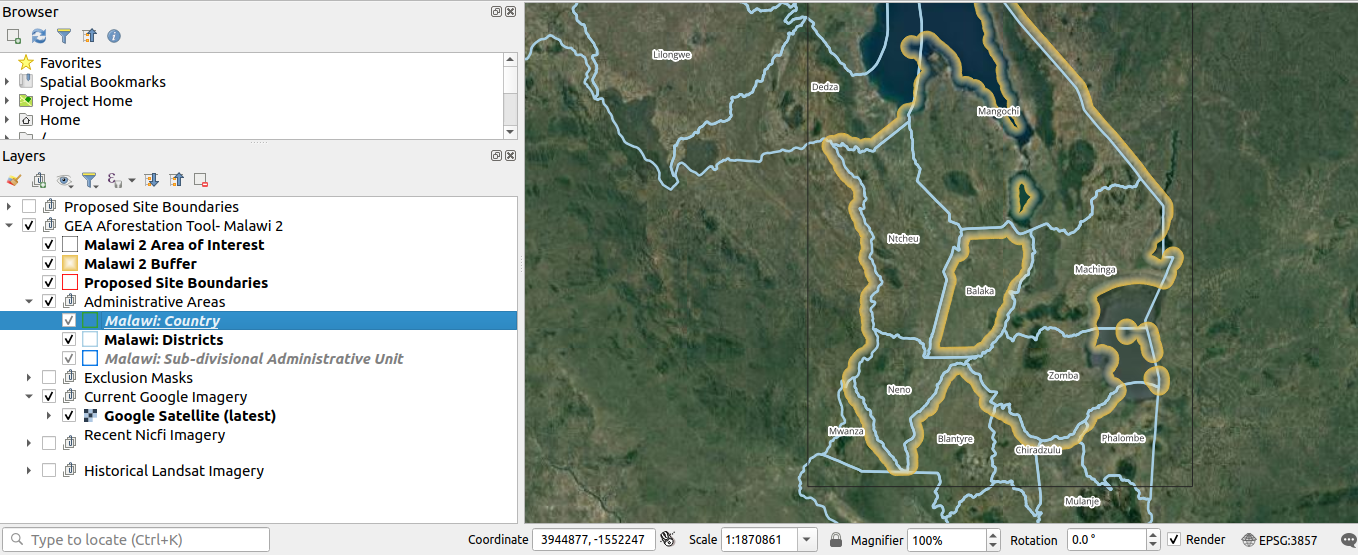 Browser
Favorites
Spatial Bookmarks
Project Home
Home
/
Layers
Proposed Site Boundaries
GEA Aforestation Tool- Malawi 2
Malawi 2 Area of Interest
Malawi 2 Buffer
Proposed Site Boundaries
Administrative Areas
Malawi: Country
Malawi: Districts
Malawi: Sub-divisional Administrative Unit
Exclusion Masks
Current Google Imagery
Google Satellite (latest)
Recent Nicfi Imagery
Historical Landsat Imagery
Lilongwe
Dedza
Mangochi
Ntcheu
Machinga
Balaka
Zomba
Neno
Mwanza
Blantyre
Phalombe
Chiradzulu
Mulanje
Type to locate (Ctrl+K)
Coordinate 3944877, -1552247 Scale 1:1870861 Magnifier 100% Rotation 0.0 ° Render EPSG:3857